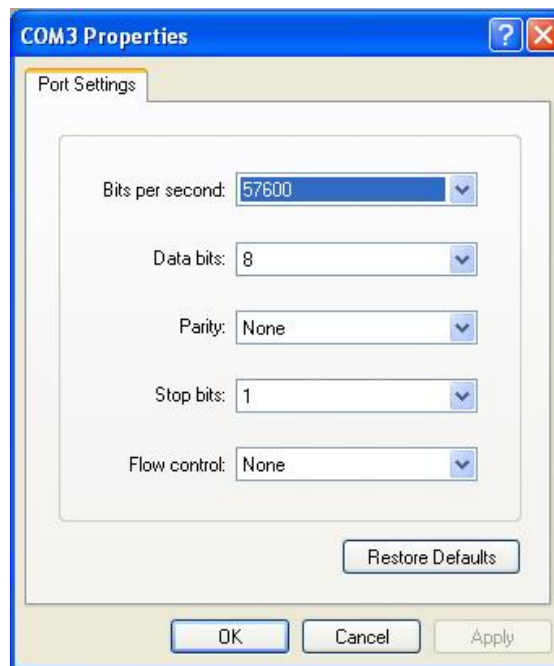 COM3 Properties
Port Settings
Bits per second: 57600
Data bits: 8
Parity: None
Stop bits: 1
Flow control: None
Restore Defaults
OK Cancel Apply